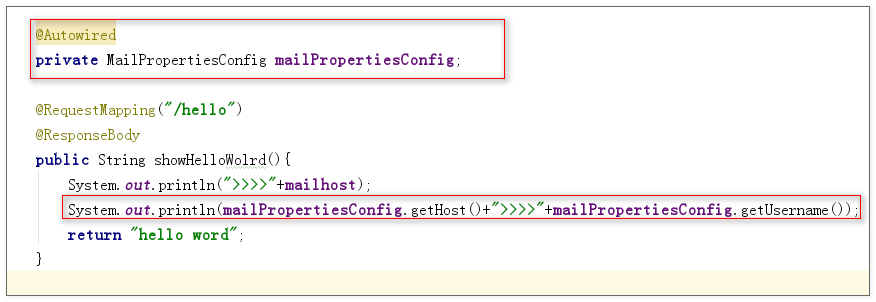 @Autowired
private MailPropertiesConfig mailPropertiesConfig;
@RequestMapping("/hello")
@ResponseBody
public String showHelloWolrd(){
System.out.println(">>>>"+mailhost);
System.out.println(mailPropertiesConfig.getHost()+">>>>"+mailPropertiesConfig.getUsername());
return "hello word";
}